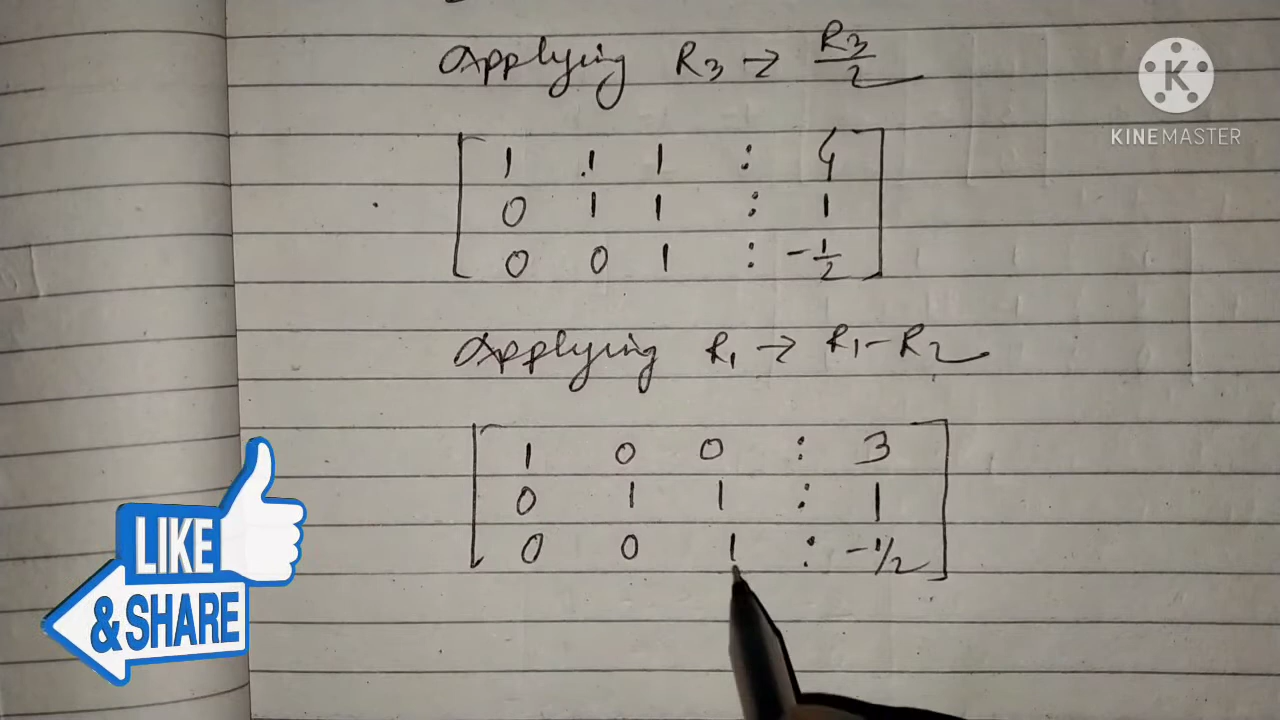 Applying R3 → R3/2
KINEMASTER
1 1 1 : 4
0 1 1 : 1
0 0 1 : -1/2
Applying R1 → R1-R2
1 0 0 : 3
0 1 1 : 1
0 0 1 : -1/2
LIKE
& SHARE